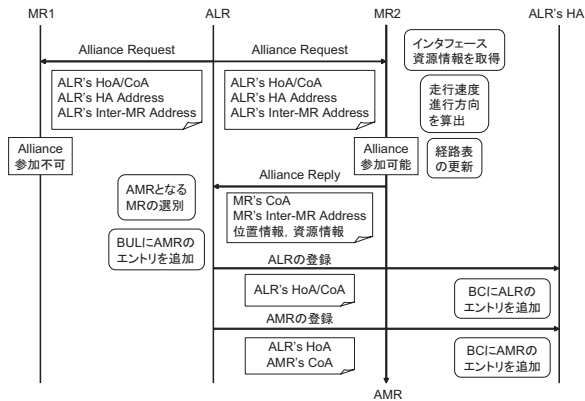 MR1
ALR
MR2
ALR's HA
Alliance Request
Alliance Request
インタフェース
資源情報を取得
ALR's HoA/CoA
ALR's HA Address
ALR's Inter-MR Address
ALR's HoA/CoA
ALR's HA Address
ALR's Inter-MR Address
走行速度
進行方向
を算出
Alliance
参加不可
Alliance
参加可能
経路表
の更新
Alliance Reply
AMRとなる
MRの選別
MR's CoA
MR's Inter-MR Address
位置情報，資源情報
BULにAMRの
エントリを追加
ALRの登録
ALR's HoA/CoA
BCにALRの
エントリを追加
AMRの登録
ALR's HoA
AMR's CoA
BCにAMRの
エントリを追加
AMR